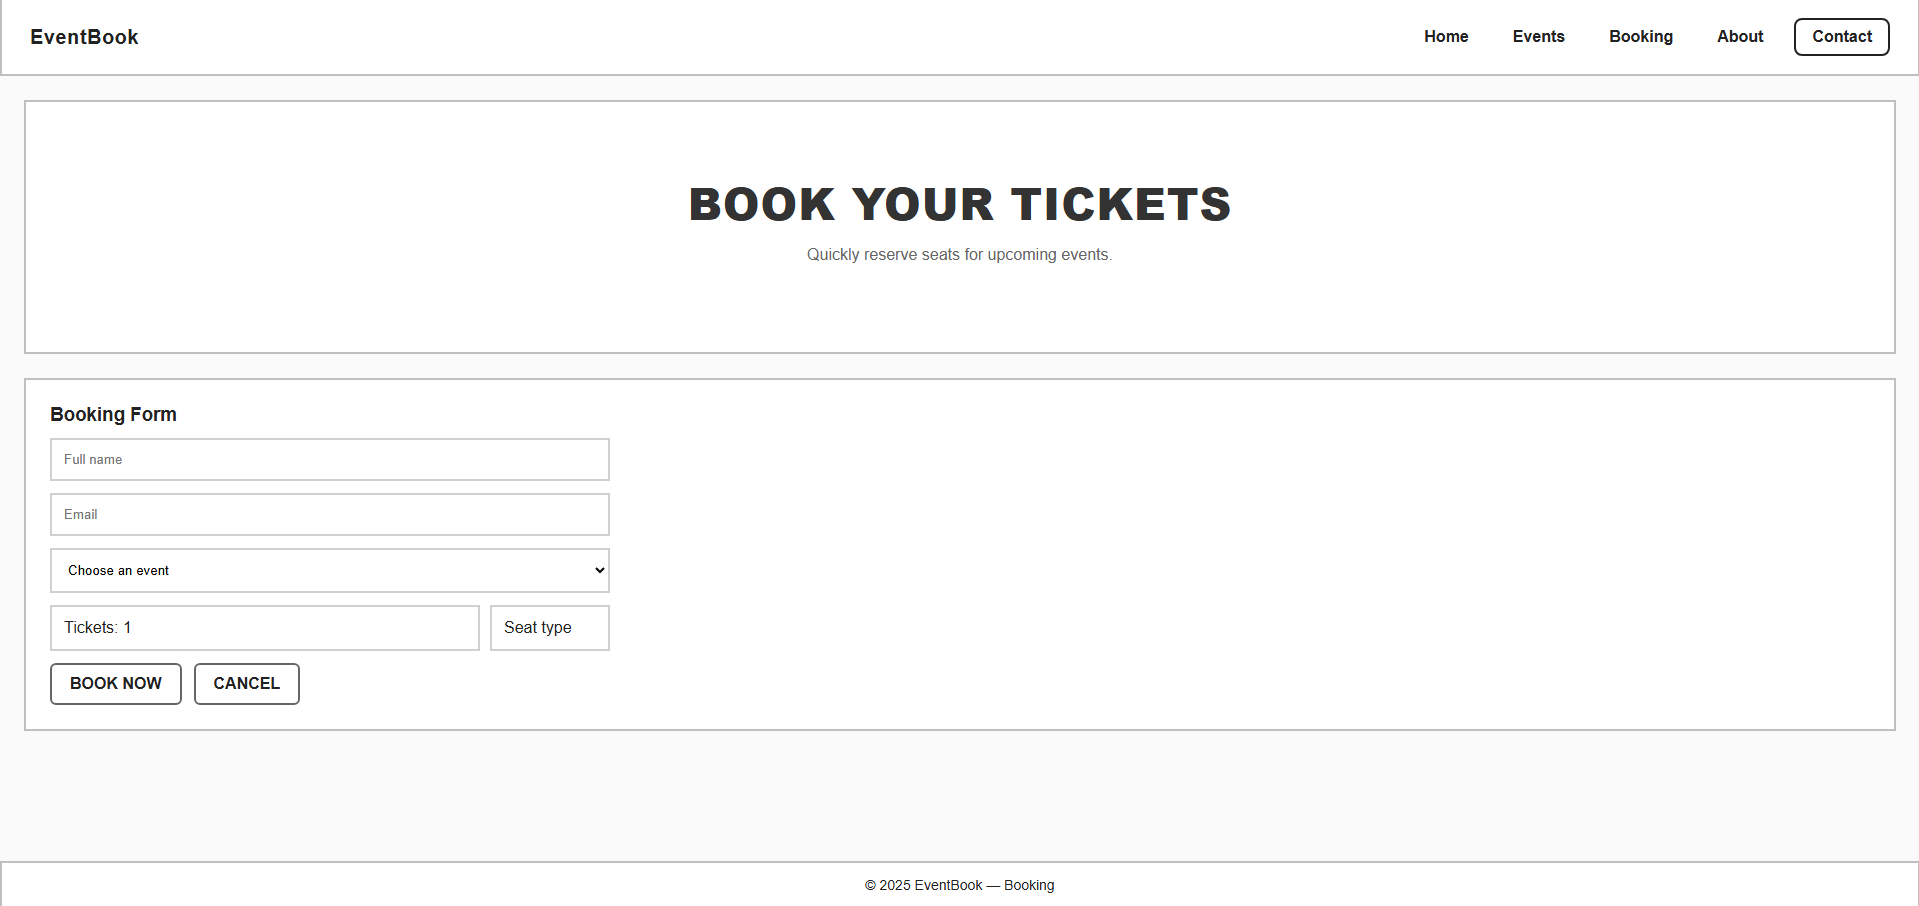 EventBook
Home Events Booking About Contact
BOOK YOUR TICKETS
Quickly reserve seats for upcoming events.
Booking Form
Full name
Email
Choose an event
Tickets: 1 Seat type
BOOK NOW CANCEL
© 2025 EventBook — Booking